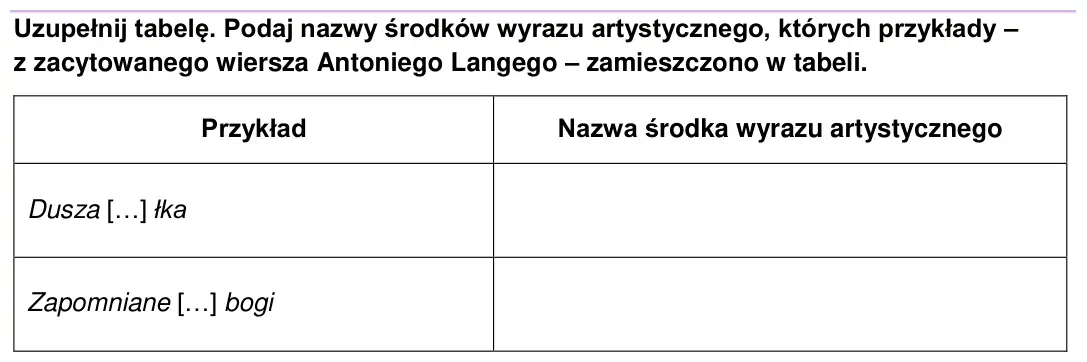 Uzupełnij tabelę. Podaj nazwy środków wyrazu artystycznego, których przykłady –
z zacytowanego wiersza Antoniego Langego – zamieszczono w tabeli.
Przykład Nazwa środka wyrazu artystycznego
Dusza […] łka
Zapomniane […] bogi